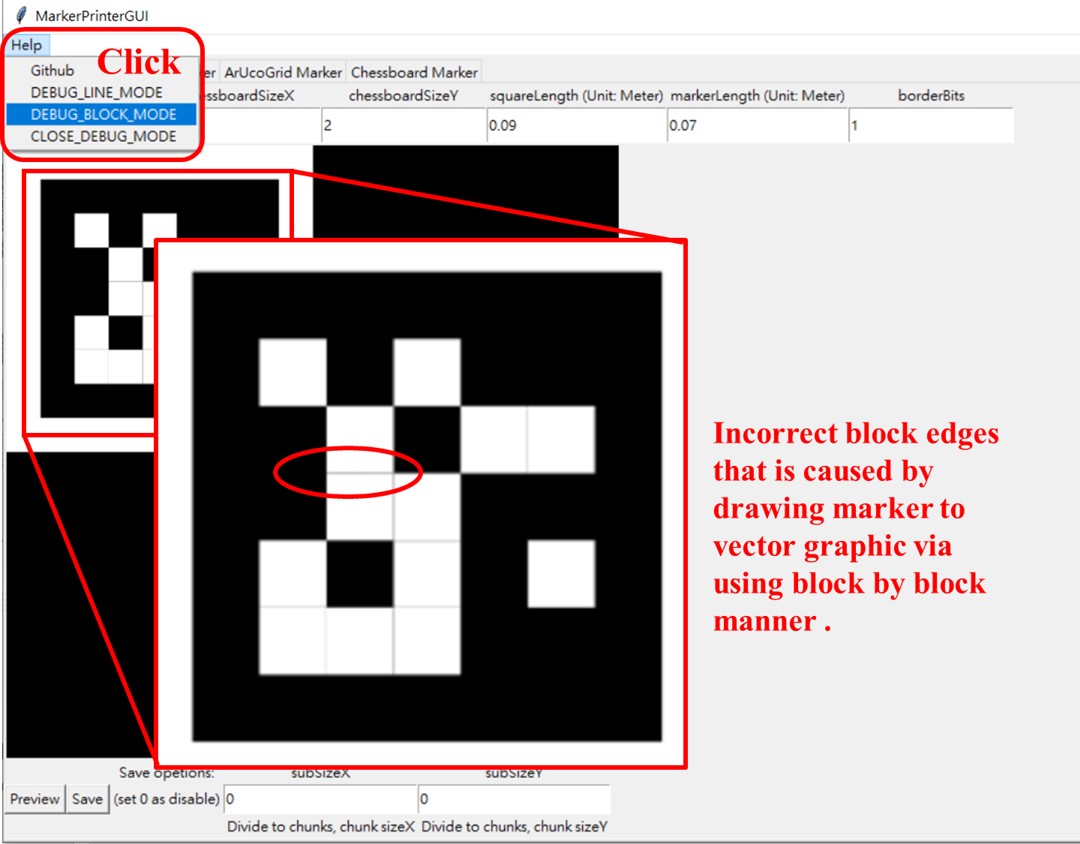 MarkerPrinterGUI
Help
Click
Github
DEBUG_LINE_MODE
DEBUG_BLOCK_MODE
CLOSE_DEBUG_MODE
er ArUcoGrid Marker Chessboard Marker
essboardSizeX chessboardSizeY squareLength (Unit: Meter) markerLength (Unit: Meter) borderBits
2 0.09 0.07 1
Incorrect block edges
that is caused by
drawing marker to
vector graphic via
using block by block
manner .
Save opetions: subSizeX subSizeY
Preview Save (set 0 as disable) 0 0
Divide to chunks, chunk sizeX Divide to chunks, chunk sizeY